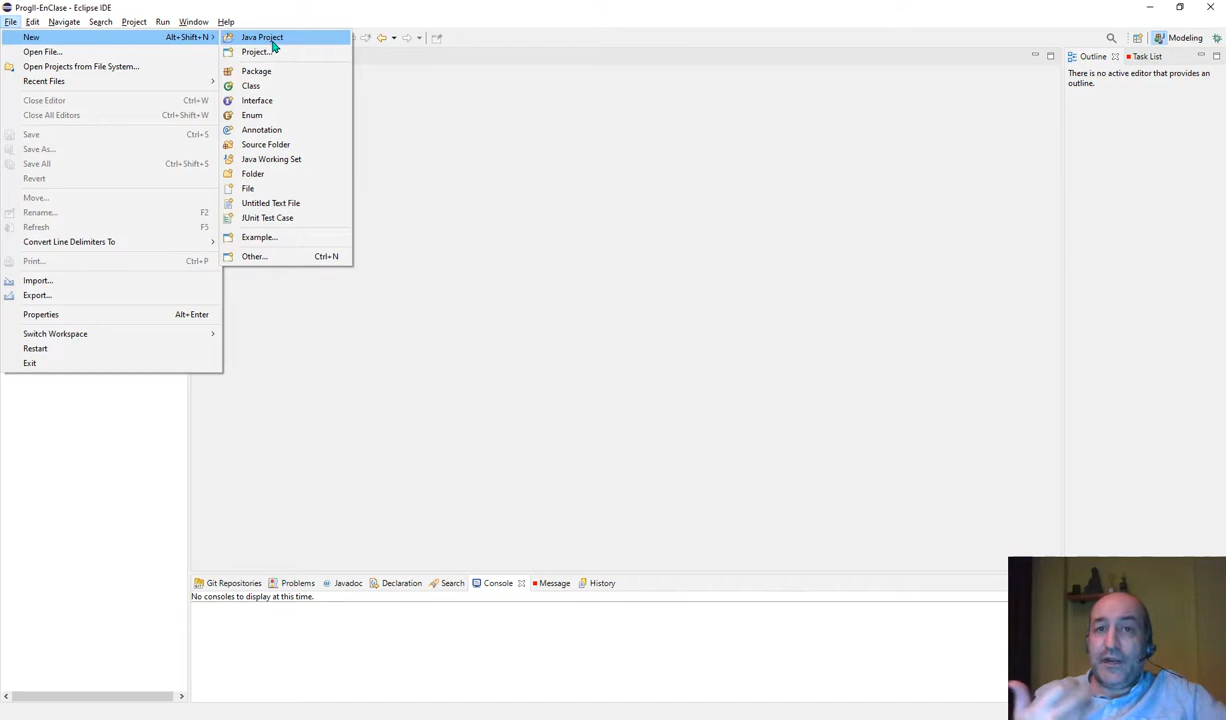 ProgII-EnClase - Eclipse IDE
File Edit Navigate Search Project Run Window Help
New Alt+Shift+N
Open File...
Open Projects from File System...
Recent Files
Close Editor Ctrl+W
Close All Editors Ctrl+Shift+W
Save Ctrl+S
Save As...
Save All Ctrl+Shift+S
Revert
Move...
Rename... F2
Refresh F5
Convert Line Delimiters To
Print... Ctrl+P
Import...
Export...
Properties Alt+Enter
Switch Workspace
Restart
Exit
Java Project
Project...
Package
Class
Interface
Enum
Annotation
Source Folder
Java Working Set
Folder
File
Untitled Text File
JUnit Test Case
Example...
Other... Ctrl+N
Modeling
Outline Task List
There is no active editor that provides an
outline.
Git Repositories Problems Javadoc Declaration Search Console Message History
No consoles to display at this time.